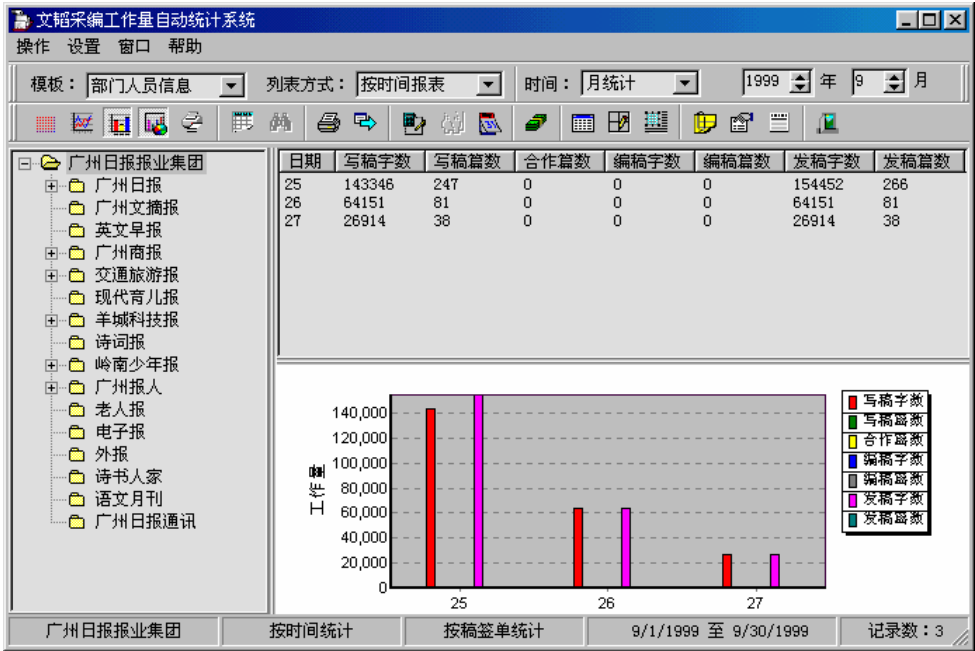 文韬采编工作量自动统计系统
操作 设置 窗口 帮助
模板： 部门人员信息 列表方式： 按时间报表 时间： 月统计 1999 年 9 月
广州日报报业集团
广州日报
广州文摘报
英文早报
广州商报
交通旅游报
现代育儿报
羊城科技报
诗词报
岭南少年报
广州报人
老人报
电子报
外报
诗书人家
语文月刊
广州日报通讯
日期 写稿字数 写稿篇数 合作篇数 编稿字数 编稿篇数 发稿字数 发稿篇数
25 143346 247 0 0 0 154452 266
26 64151 81 0 0 0 64151 81
27 26914 38 0 0 0 26914 38
工作量
140,000
120,000
100,000
80,000
60,000
40,000
20,000
0
25 26 27
写稿字数
写稿篇数
合作篇数
编稿字数
编稿篇数
发稿字数
发稿篇数
广州日报报业集团 按时间统计 按稿签单统计 9/1/1999 至 9/30/1999 记录数：3